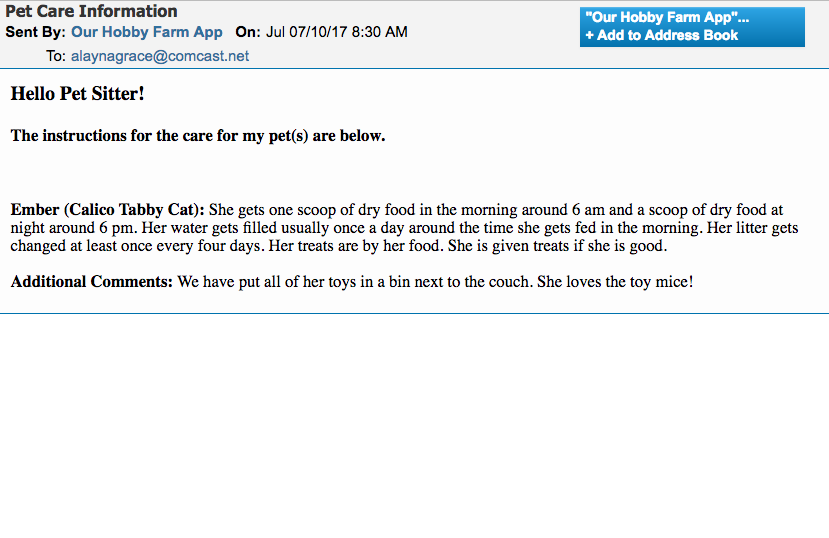 Pet Care Information
Sent By: Our Hobby Farm App On: Jul 07/10/17 8:30 AM
To: alaynagrace@comcast.net
"Our Hobby Farm App"...
+ Add to Address Book
Hello Pet Sitter!
The instructions for the care for my pet(s) are below.
Ember (Calico Tabby Cat): She gets one scoop of dry food in the morning around 6 am and a scoop of dry food at
night around 6 pm. Her water gets filled usually once a day around the time she gets fed in the morning. Her litter gets
changed at least once every four days. Her treats are by her food. She is given treats if she is good.
Additional Comments: We have put all of her toys in a bin next to the couch. She loves the toy mice!